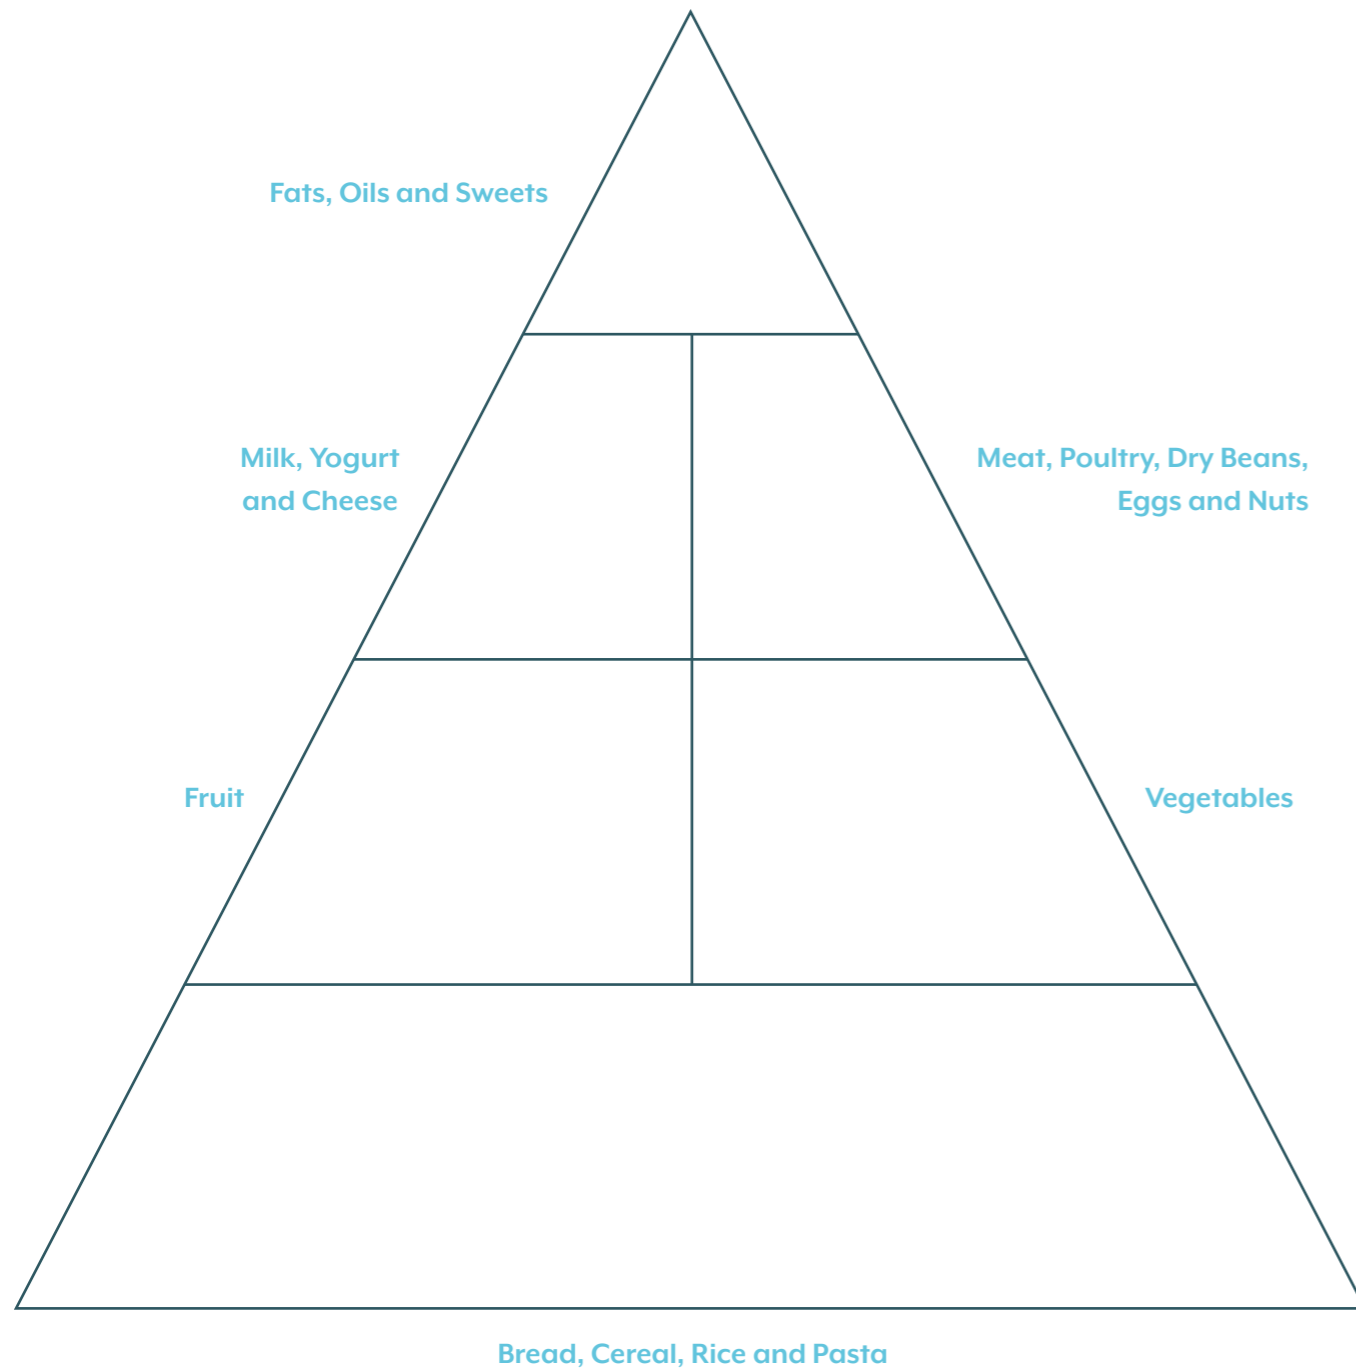 Fats, Oils and Sweets
Milk, Yogurt
and Cheese
Meat, Poultry, Dry Beans,
Eggs and Nuts
Fruit
Vegetables
Bread, Cereal, Rice and Pasta